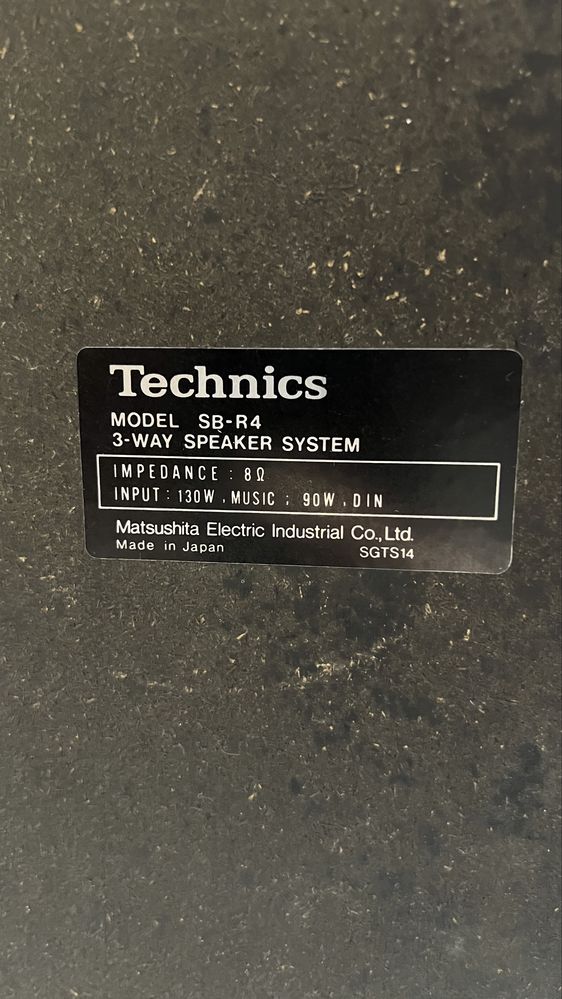 Technics
MODEL SB-R4
3-WAY SPEAKER SYSTEM
IMPEDANCE : 8Ω
INPUT : 130W , MUSIC ; 90W , DIN
Matsushita Electric Industrial Co., Ltd.
Made in Japan SGTS14